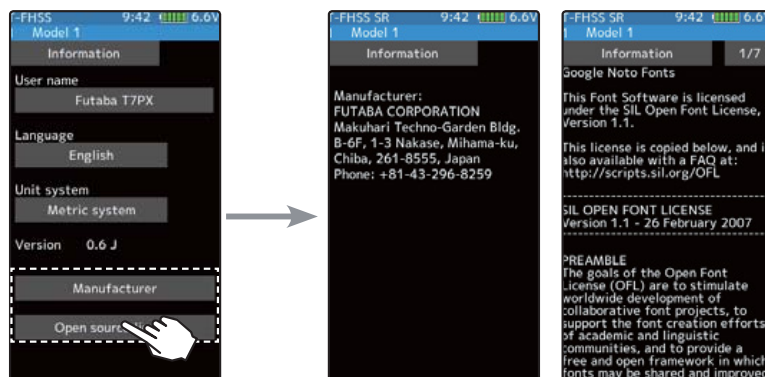 T-FHSS 9:42 6.6V
Model 1
Information
User name
Futaba T7PX
Language
English
Unit system
Metric system
Version 0.6 J
Manufacturer
Open sour
T-FHSS SR 9:42 6.6V
Model 1
Information
Manufacturer:
FUTABA CORPORATION
Makuhari Techno-Garden Bldg.
B-6F, 1-3 Nakase, Mihama-ku,
Chiba, 261-8555, Japan
Phone: +81-43-296-8259
T-FHSS SR 9:42 6.6V
Model 1
Information 1/7
Google Noto Fonts
This Font Software is licensed
under the SIL Open Font License,
Version 1.1.
This license is copied below, and i
also available with a FAQ at:
http://scripts.sil.org/OFL
SIL OPEN FONT LICENSE
Version 1.1 - 26 February 2007
PREAMBLE
The goals of the Open Font
License (OFL) are to stimulate
worldwide development of
collaborative font projects, to
support the font creation efforts
of academic and linguistic
communities, and to provide a
free and open framework in which
fonts may be shared and improved